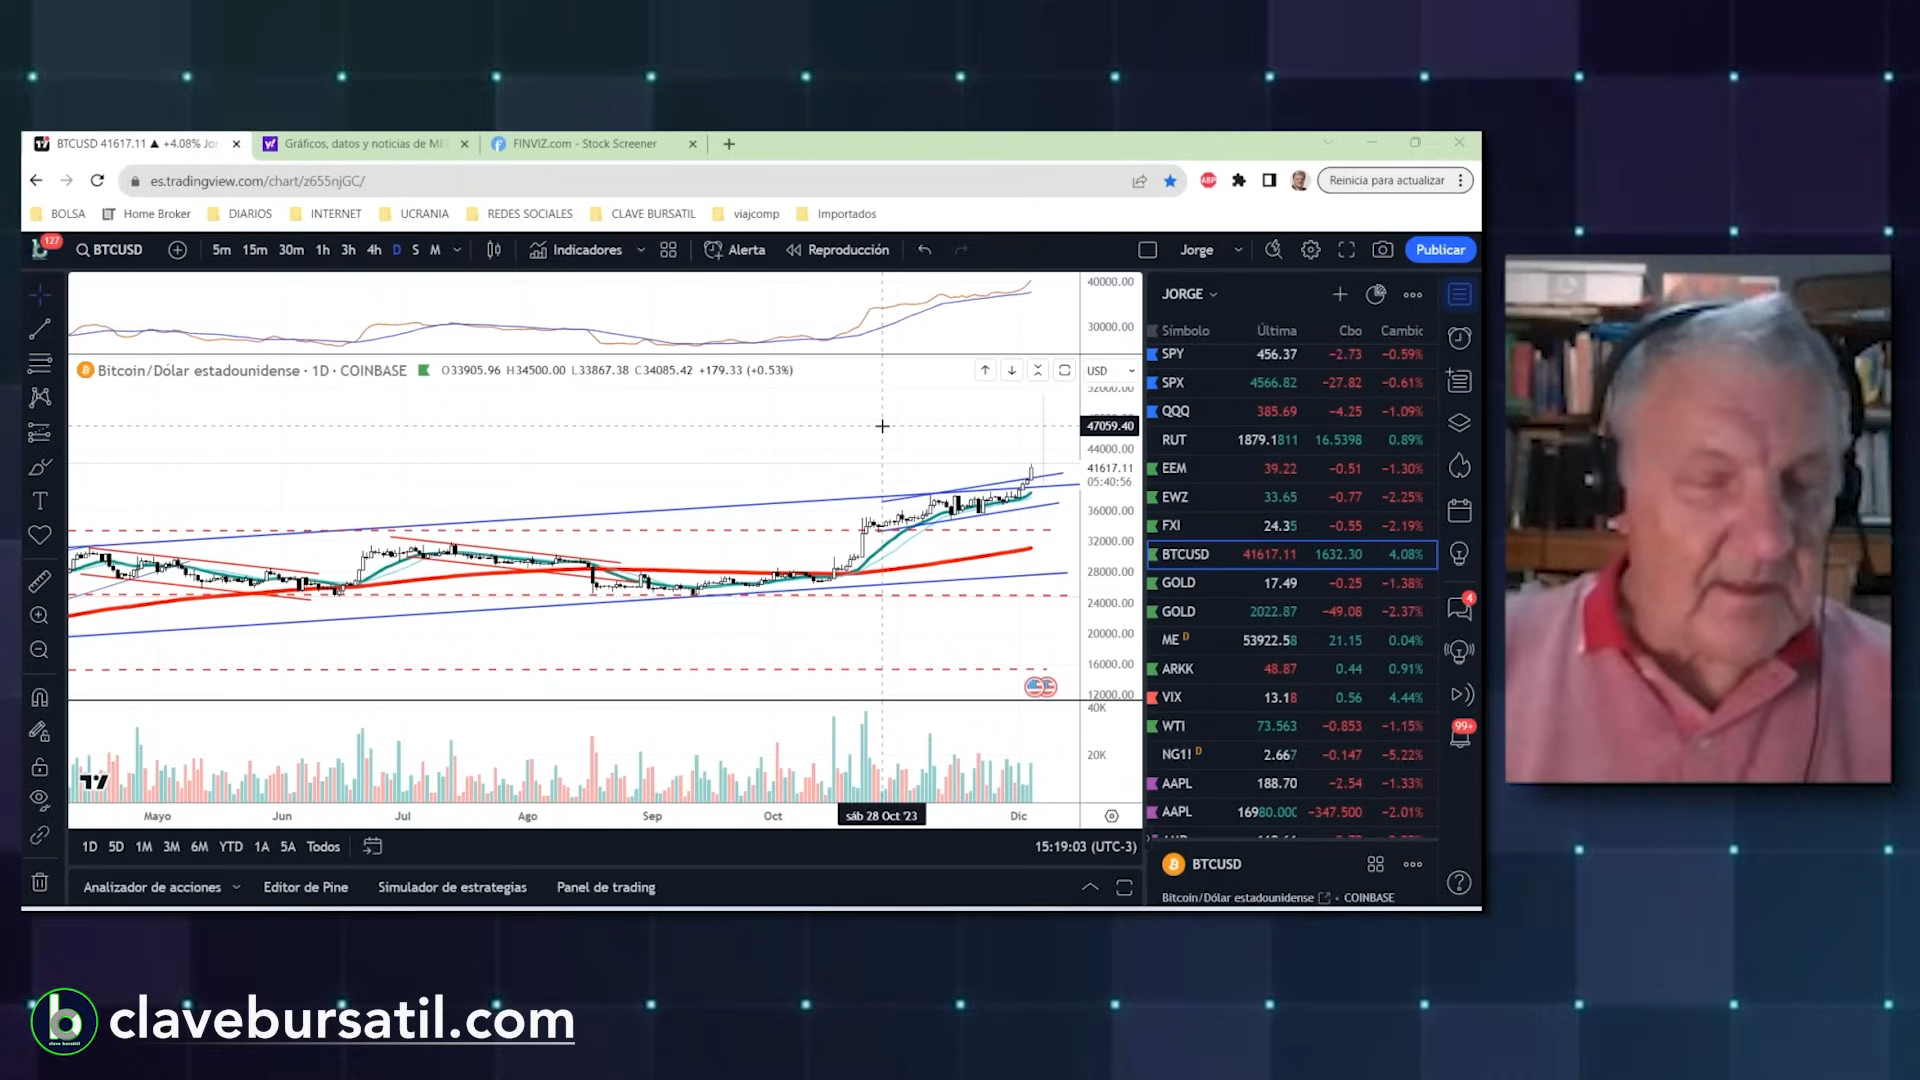 BTCUSD 41617.11 ▲ +4.08% Jor
Gráficos, datos y noticias de ME
FINVIZ.com - Stock Screener
es.tradingview.com/chart/z655njGC/
ABP
Reinicia para actualizar
BOLSA Home Broker DIARIOS INTERNET UCRANIA REDES SOCIALES CLAVE BURSATIL viajcomp Importados
127 BTCUSD 5m 15m 30m 1h 3h 4h D S M Indicadores Alerta Reproducción Jorge Publicar
40000.00
30000.00
Bitcoin/Dólar estadounidense · 1D · COINBASE O33905.96 H34500.00 L33867.38 C34085.42 +179.33 (+0.53%)
USD
52000.00
47059.40
44000.00
41617.11
05:40:56
36000.00
32000.00
28000.00
24000.00
20000.00
16000.00
12000.00
40K
20K
Mayo Jun Jul Ago Sep Oct sáb 28 Oct '23 Dic
1D 5D 1M 3M 6M YTD 1A 5A Todos 15:19:03 (UTC-3)
Analizador de acciones Editor de Pine Simulador de estrategias Panel de trading
JORGE
Símbolo Última Cbo Cambic
SPY 456.37 −2.73 −0.59%
SPX 4566.82 −27.82 −0.61%
QQQ 385.69 −4.25 −1.09%
RUT 1879.1811 16.5398 0.89%
EEM 39.22 −0.51 −1.30%
EWZ 33.65 −0.77 −2.25%
FXI 24.35 −0.55 −2.19%
BTCUSD 41617.11 1632.30 4.08%
GOLD 17.49 −0.25 −1.38%
GOLD 2022.87 −49.08 −2.37%
ME D 53922.58 21.15 0.04%
ARKK 48.87 0.44 0.91%
VIX 13.18 0.56 4.44%
WTI 73.563 −0.853 −1.15%
NG1! D 2.667 −0.147 −5.22%
AAPL 188.70 −2.54 −1.33%
AAPL 16980.000 −347.500 −2.01%
BTCUSD
Bitcoin/Dólar estadounidense • COINBASE
4
99+
clavebursatil.com